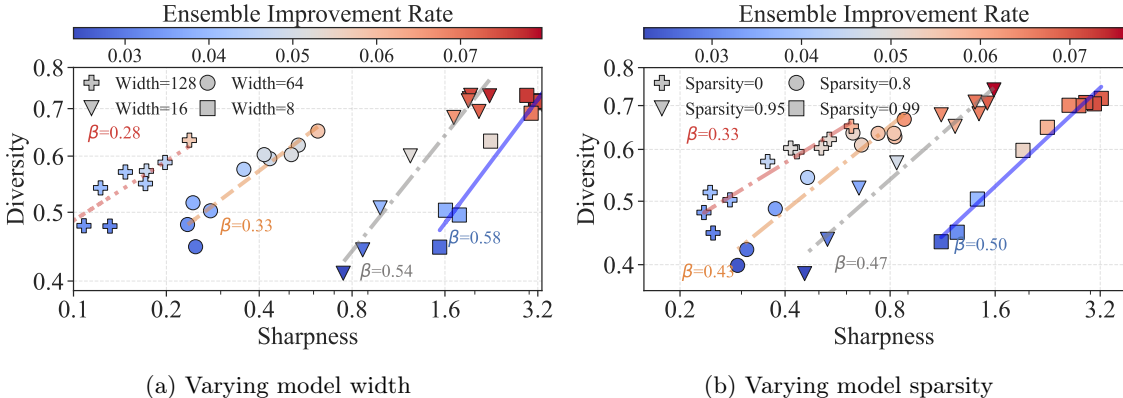 Ensemble Improvement Rate
0.03 0.04 0.05 0.06 0.07
0.8
0.7
0.6
0.5
0.4
Diversity
Width=128 Width=64
Width=16 Width=8
β=0.28
β=0.33
β=0.58
β=0.54
0.1 0.2 0.4 0.8 1.6 3.2
Sharpness
(a) Varying model width
Ensemble Improvement Rate
0.03 0.04 0.05 0.06 0.07
0.8
0.7
0.6
0.5
0.4
Diversity
Sparsity=0 Sparsity=0.8
Sparsity=0.95 Sparsity=0.99
β=0.33
β=0.50
β=0.47
β=0.43
0.2 0.4 0.8 1.6 3.2
Sharpness
(b) Varying model sparsity